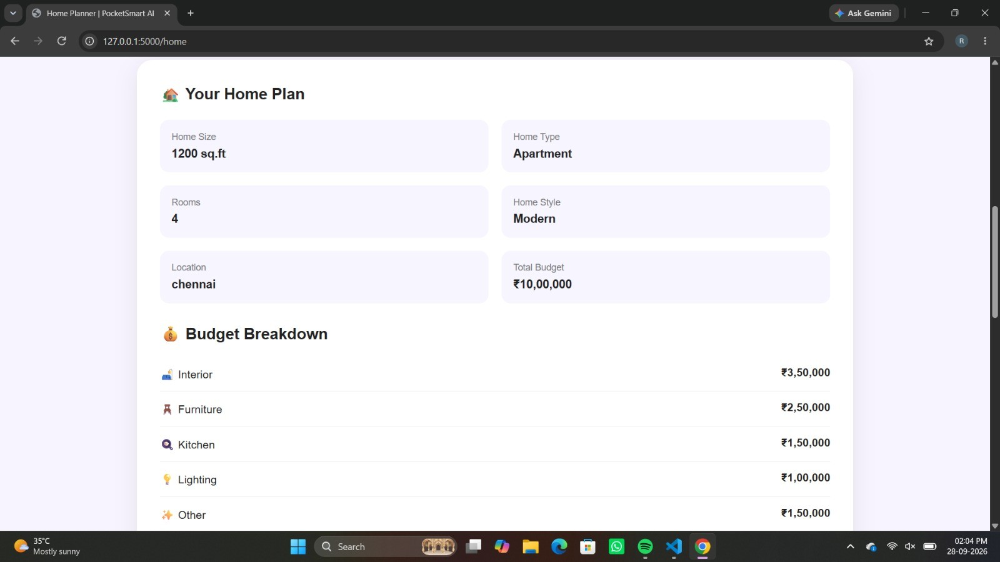 Home Planner | PocketSmart AI
Ask Gemini
127.0.0.1:5000/home
R
Your Home Plan
Home Size
1200 sq.ft
Home Type
Apartment
Rooms
4
Home Style
Modern
Location
chennai
Total Budget
₹10,00,000
Budget Breakdown
Interior
₹3,50,000
Furniture
₹2,50,000
Kitchen
₹1,50,000
Lighting
₹1,00,000
Other
₹1,50,000
35°C
Mostly sunny
Search
02:04 PM
28-09-2026